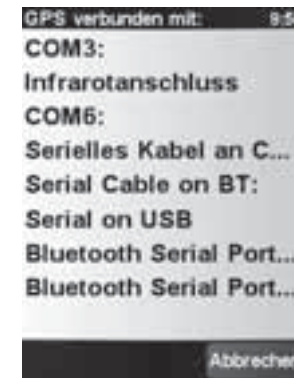 GPS verbunden mit: 9:5
COM3:
Infrarotanschluss
COM6:
Serielles Kabel an C...
Serial Cable on BT:
Serial on USB
Bluetooth Serial Port...
Bluetooth Serial Port...
Abbrechen